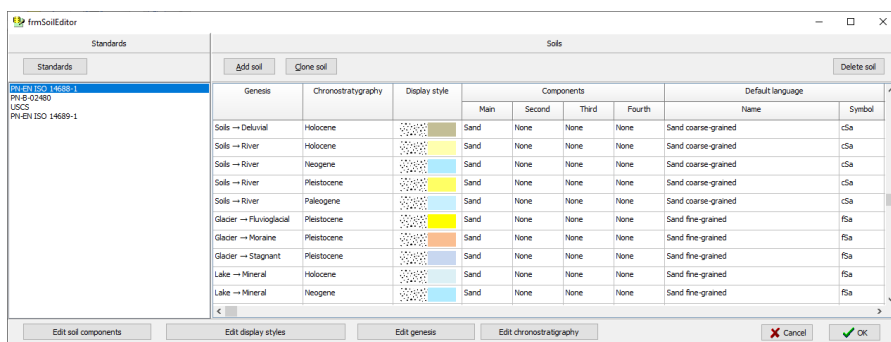 frmSoilEditor
Standards
Soils
Standards
Add soil
Clone soil
Delete soil
PN-EN ISO 14688-1
PN-B-02480
USCS
PN-EN ISO 14689-1
Genesis Chronostratygraphy Display style Components Default language
Main Second Third Fourth Name Symbol
Soils → Deluvial Holocene Sand None None None Sand coarse-grained cSa
Soils → River Holocene Sand None None None Sand coarse-grained cSa
Soils → River Neogene Sand None None None Sand coarse-grained cSa
Soils → River Pleistocene Sand None None None Sand coarse-grained cSa
Soils → River Paleogene Sand None None None Sand coarse-grained cSa
Glacier → Fluvioglacial Pleistocene Sand None None None Sand fine-grained fSa
Glacier → Moraine Pleistocene Sand None None None Sand fine-grained fSa
Glacier → Stagnant Pleistocene Sand None None None Sand fine-grained fSa
Lake → Mineral Holocene Sand None None None Sand fine-grained fSa
Lake → Mineral Neogene Sand None None None Sand fine-grained fSa
Edit soil components Edit display styles Edit genesis Edit chronostratigraphy Cancel OK